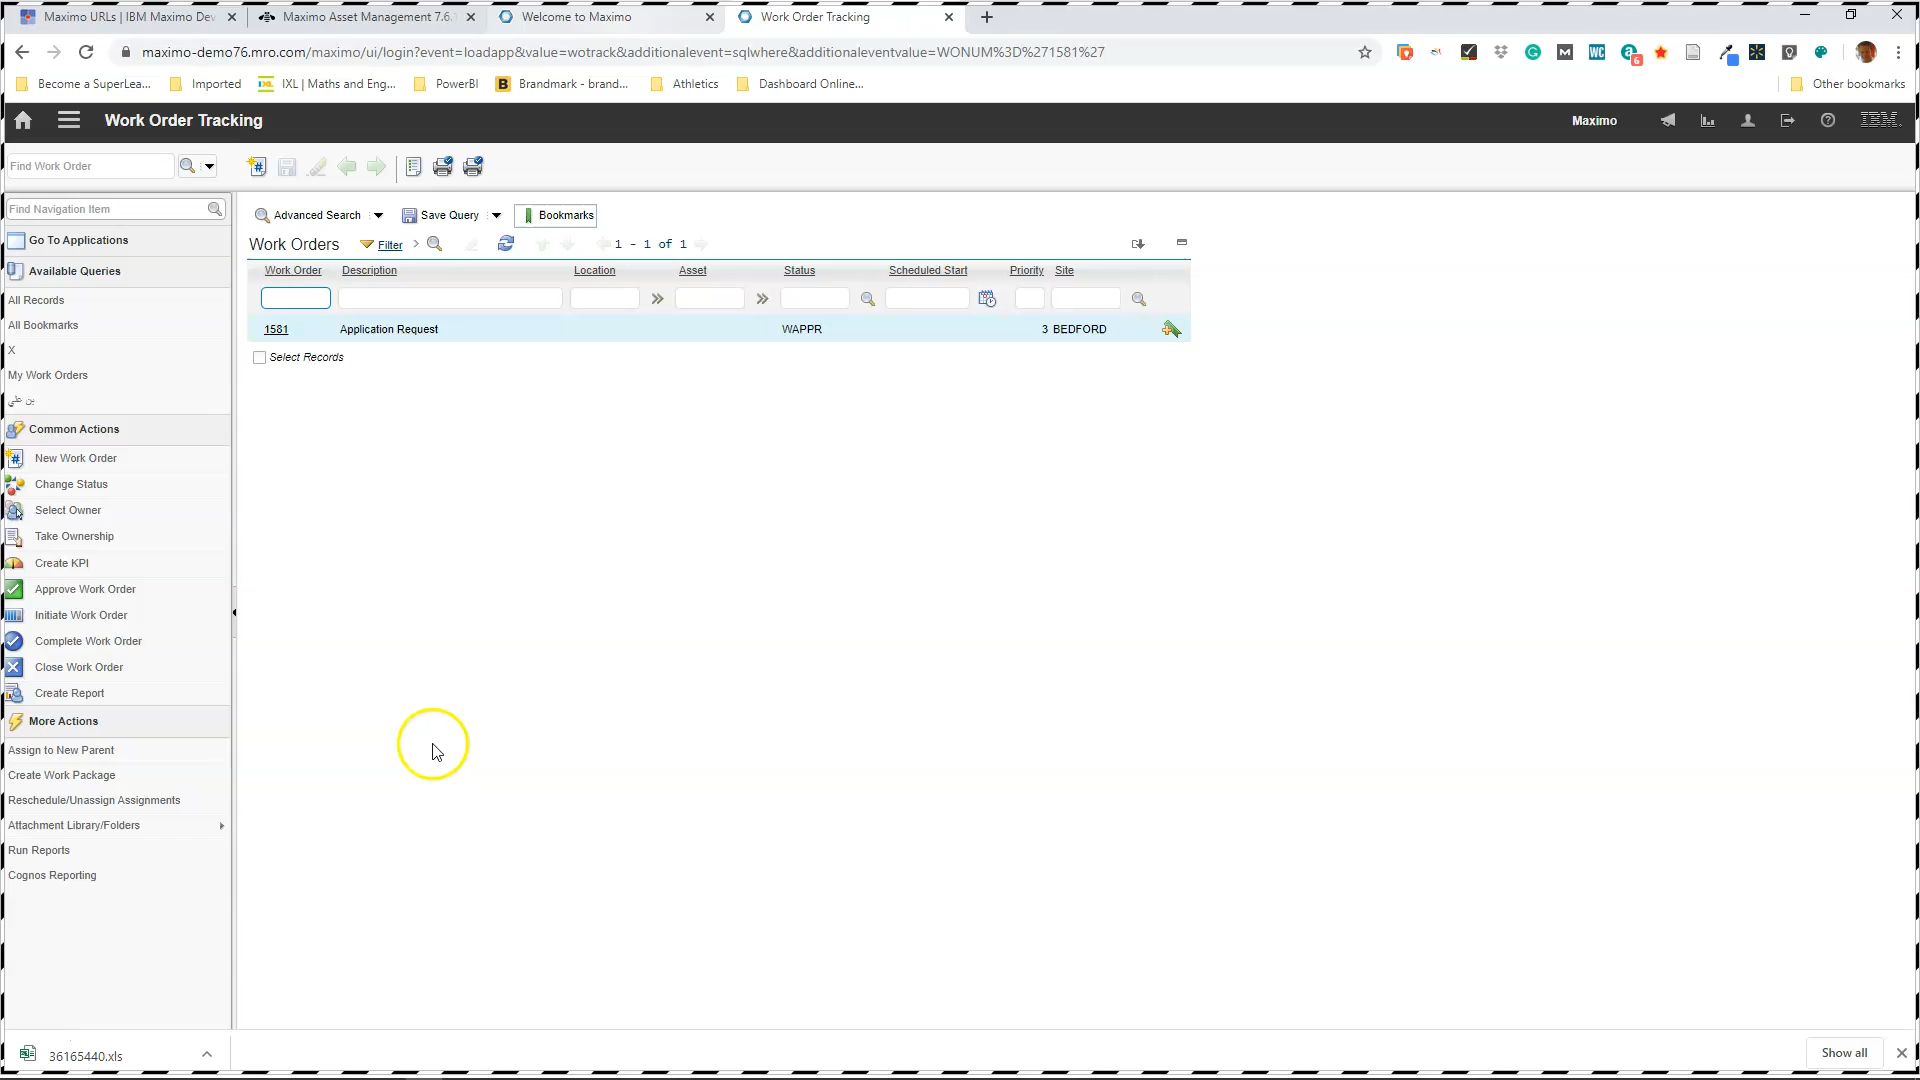 Maximo URLs | IBM Maximo Dev
Maximo Asset Management 7.6.
Welcome to Maximo
Work Order Tracking
maximo-demo76.mro.com/maximo/ui/login?event=loadapp&value=wotrack&additionalevent=sqlwhere&additionaleventvalue=WONUM%3D%271581%27
Become a SuperLea...
Imported
IXL | Maths and Eng...
PowerBI
Brandmark - brand...
Athletics
Dashboard Online...
Other bookmarks
Work Order Tracking
Maximo
IBM
Find Work Order
Find Navigation Item
Go To Applications
Available Queries
All Records
All Bookmarks
X
My Work Orders
بن علي
Common Actions
New Work Order
Change Status
Select Owner
Take Ownership
Create KPI
Approve Work Order
Initiate Work Order
Complete Work Order
Close Work Order
Create Report
More Actions
Assign to New Parent
Create Work Package
Reschedule/Unassign Assignments
Attachment Library/Folders
Run Reports
Cognos Reporting
Advanced Search
Save Query
Bookmarks
Work Orders
Filter
1 - 1 of 1
Work Order Description Location Asset Status Scheduled Start Priority Site
1581 Application Request WAPPR 3 BEDFORD
Select Records
36165440.xls
Show all